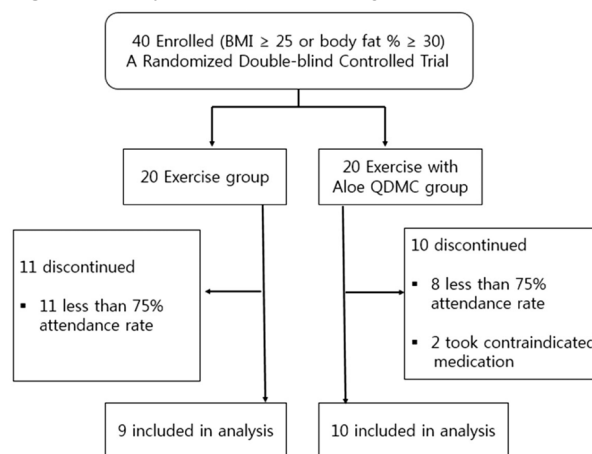 40 Enrolled (BMI ≥ 25 or body fat % ≥ 30)
A Randomized Double-blind Controlled Trial
20 Exercise group
20 Exercise with
Aloe QDMC group
11 discontinued
▪ 11 less than 75%
attendance rate
10 discontinued
▪ 8 less than 75%
attendance rate
▪ 2 took contraindicated
medication
9 included in analysis
10 included in analysis